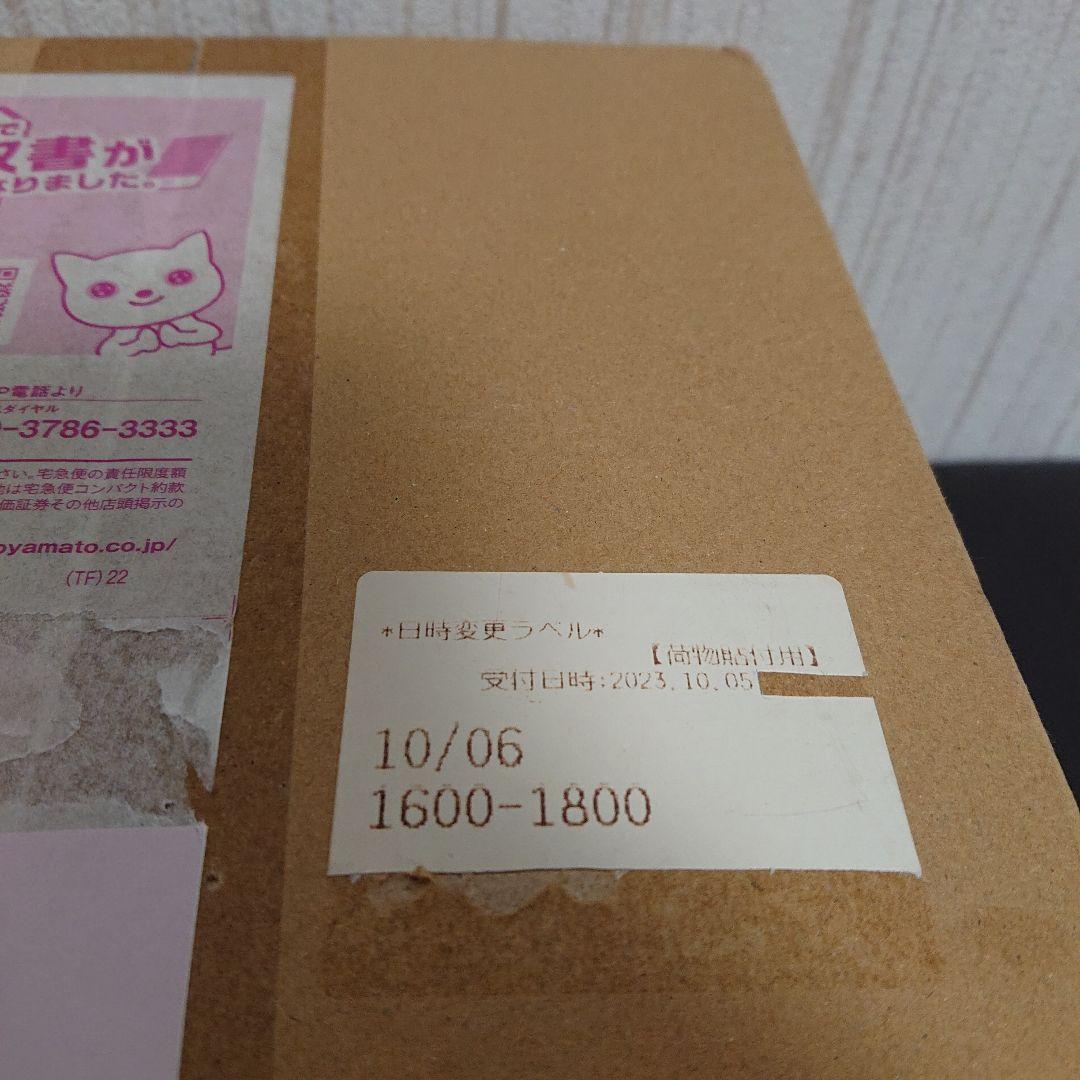 書が
なりました。
電話より
ダイヤル
-3786-3333
さい。宅急便の責任限度額
は宅急便コンパクト約款
価証券その他店頭掲示の
oyamato.co.jp/
(TF)22
*日時変更ラベル*
【荷物貼付用】
受付日時:2023.10.05
10/06
1600-1800